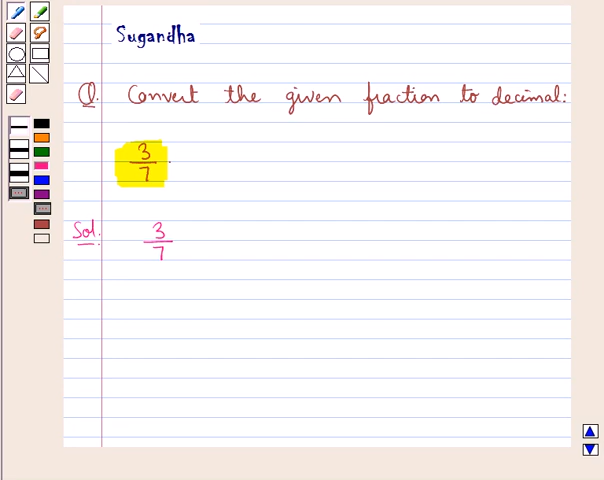 Sugandha
Q. Convert the given fraction to decimal:
3
7
Sol. 3
7